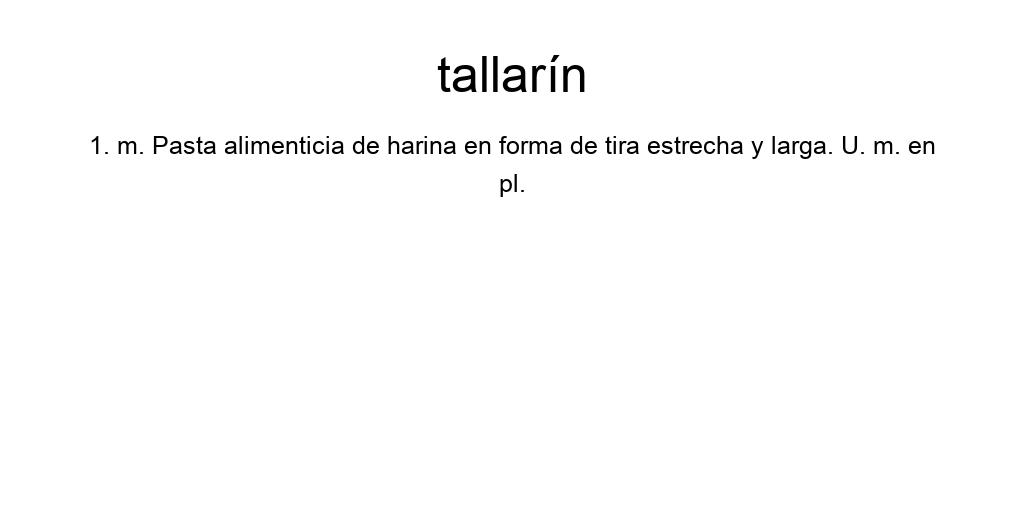 tallarín
1. m. Pasta alimenticia de harina en forma de tira estrecha y larga. U. m. en
pl.